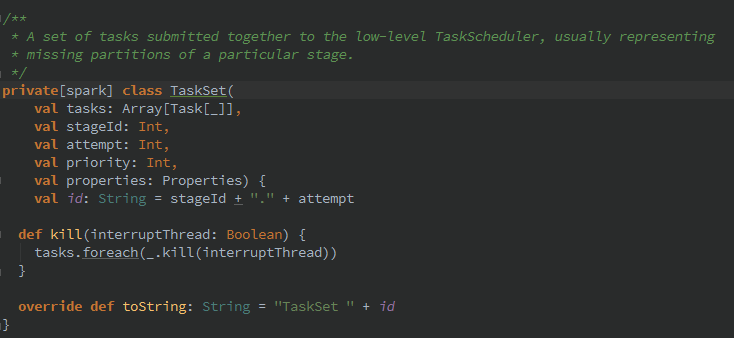 /**
 * A set of tasks submitted together to the low-level TaskScheduler, usually representing
 * missing partitions of a particular stage.
 */
private[spark] class TaskSet(
    val tasks: Array[Task[_]],
    val stageId: Int,
    val attempt: Int,
    val priority: Int,
    val properties: Properties) {
    val id: String = stageId + "." + attempt

  def kill(interruptThread: Boolean) {
    tasks.foreach(_.kill(interruptThread))
  }

  override def toString: String = "TaskSet " + id
}